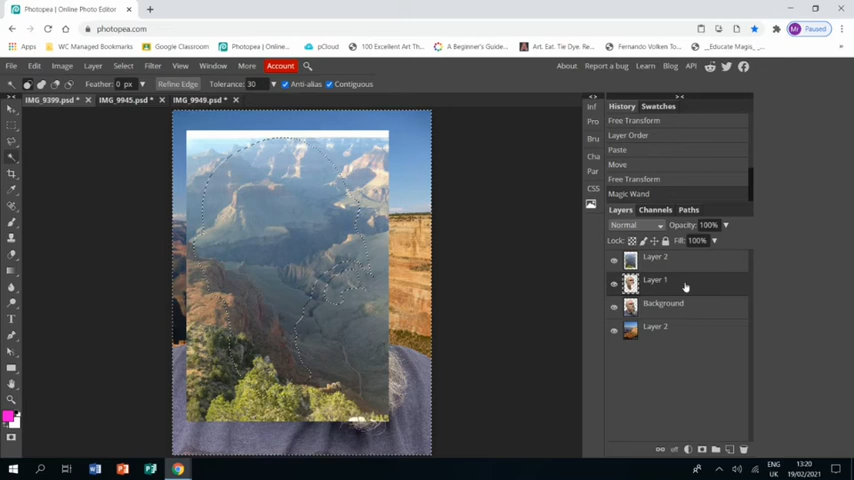 Photopea | Online Photo Editor
photopea.com
Paused
Apps
WC Managed Bookmarks
Google Classroom
Photopea | Online P...
pCloud
100 Excellent Art Th...
A Beginner's Guide...
Art. Eat. Tie Dye. Re...
Fernando Volken To...
__Educate Magis_-...
File Edit Image Layer Select Filter View Window More Account
About Report a bug Learn Blog API
Feather: 0 px Refine Edge Tolerance: 30 Anti-alias Contiguous
IMG_9399.psd * IMG_9945.psd * IMG_9949.psd *
Inf
Pro
Bru
Cha
Par
CSS
History Swatches
Free Transform
Layer Order
Paste
Move
Free Transform
Magic Wand
Layers Channels Paths
Normal Opacity: 100%
Lock: Fill: 100%
Layer 2
Layer 1
Background
Layer 2
ENG
UK
13:20
19/02/2021